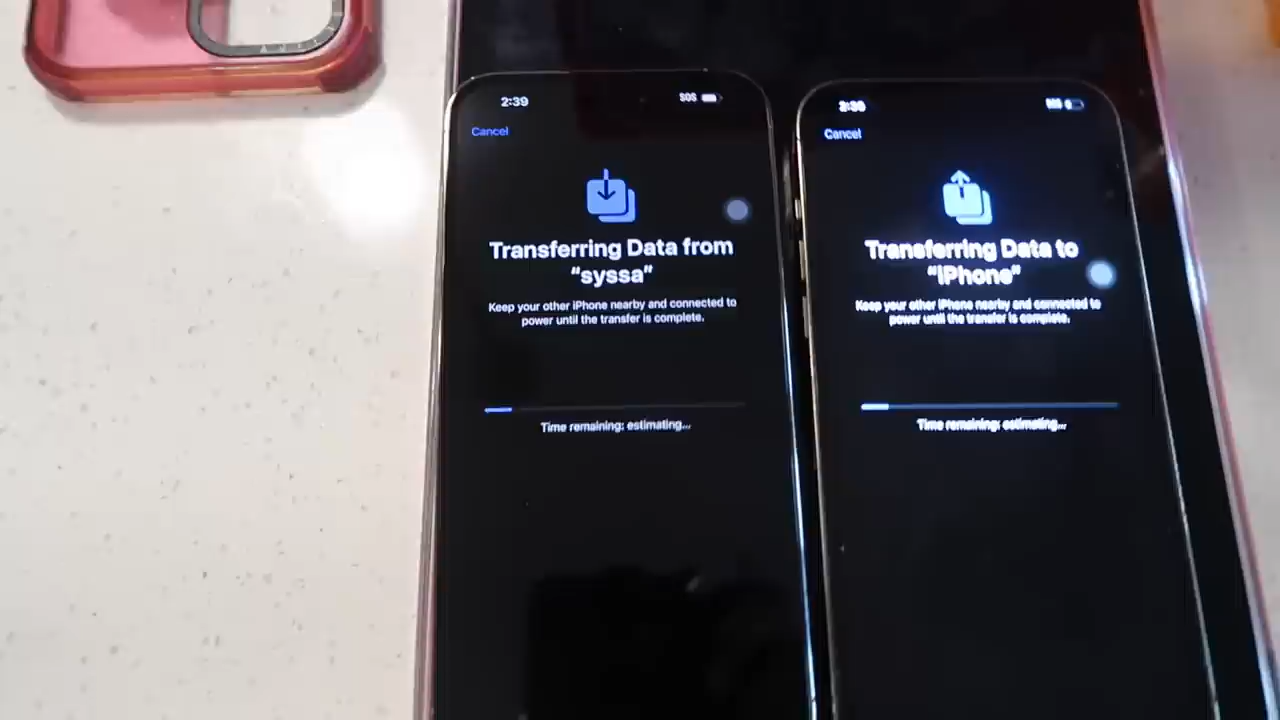 2:39
SOS
Cancel
Transferring Data from
“syssa”
Keep your other iPhone nearby and connected to
power until the transfer is complete.
Time remaining: estimating...
Cancel
Transferring Data to
“iPhone”
Keep your other iPhone nearby and connected to
power until the transfer is complete.
Time remaining: estimating...